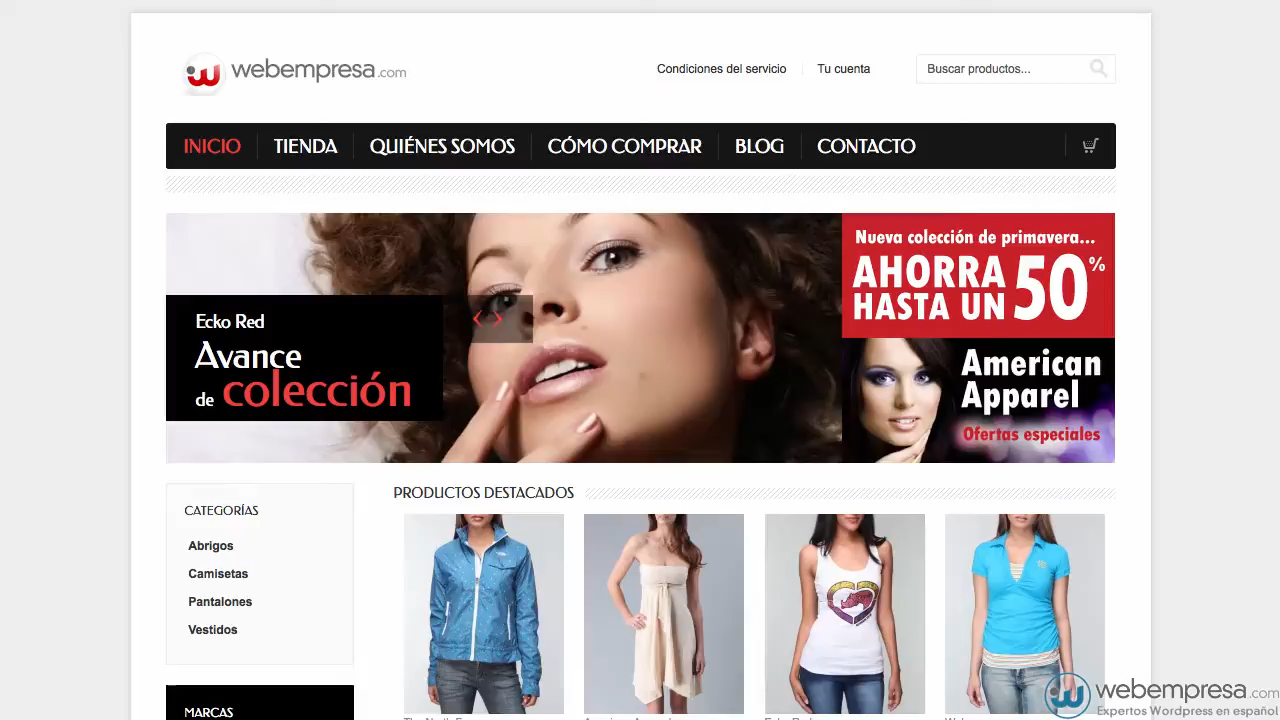 webempresa.com
Condiciones del servicio
Tu cuenta
Buscar productos...
INICIO
TIENDA
QUIÉNES SOMOS
CÓMO COMPRAR
BLOG
CONTACTO
Ecko Red
Avance
de colección
Nueva colección de primavera...
AHORRA
HASTA UN 50%
American
Apparel
Ofertas especiales
CATEGORÍAS
Abrigos
Camisetas
Pantalones
Vestidos
PRODUCTOS DESTACADOS
MARCAS
webempresa.com
Expertos Wordpress en español